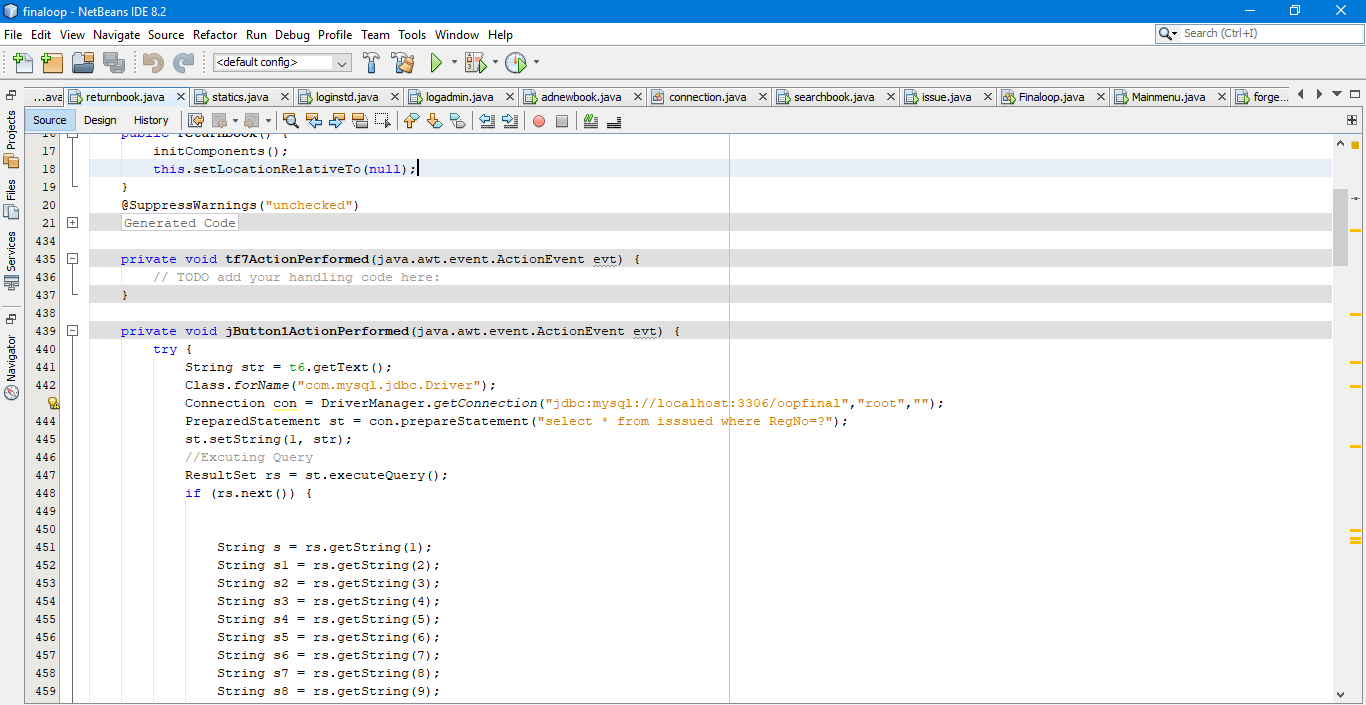 finaloop - NetBeans IDE 8.2
File Edit View Navigate Source Refactor Run Debug Profile Team Tools Window Help
Search (Ctrl+I)
<default config>
...ava returnbook.java statics.java loginstd.java logadmin.java adnewbook.java connection.java searchbook.java issue.java Finaloop.java Mainmenu.java forge...
Source Design History
Projects
Files
Services
Navigator
16 public returnbook() {
17 initComponents();
18 this.setLocationRelativeTo(null);
19 }
20 @SuppressWarnings("unchecked")
21 Generated Code
434
435 private void tf7ActionPerformed(java.awt.event.ActionEvent evt) {
436 // TODO add your handling code here:
437 }
438
439 private void jButton1ActionPerformed(java.awt.event.ActionEvent evt) {
440 try {
441 String str = t6.getText();
442 Class.forName("com.mysql.jdbc.Driver");
Connection con = DriverManager.getConnection("jdbc:mysql://localhost:3306/oopfinal","root","");
444 PreparedStatement st = con.prepareStatement("select * from isssued where RegNo=?");
445 st.setString(1, str);
446 //Excuting Query
447 ResultSet rs = st.executeQuery();
448 if (rs.next()) {
449
450
451 String s = rs.getString(1);
452 String s1 = rs.getString(2);
453 String s2 = rs.getString(3);
454 String s3 = rs.getString(4);
455 String s4 = rs.getString(5);
456 String s5 = rs.getString(6);
457 String s6 = rs.getString(7);
458 String s7 = rs.getString(8);
459 String s8 = rs.getString(9);